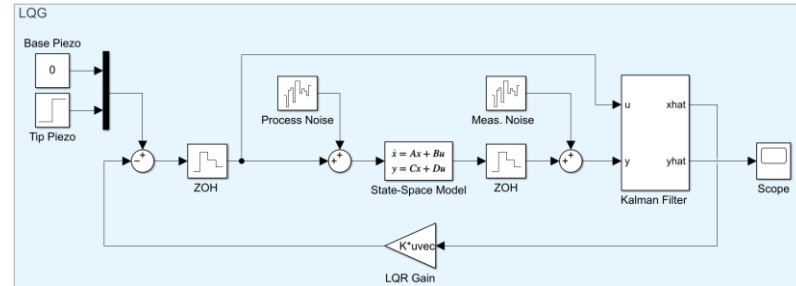 LQG
Base Piezo
0
Tip Piezo
− +
ZOH
Process Noise
+ +
ẋ = Ax + Bu
y = Cx + Du
State-Space Model
Meas. Noise
ZOH
+ +
u xhat
y yhat
Kalman Filter
Scope
K*uvec
LQR Gain